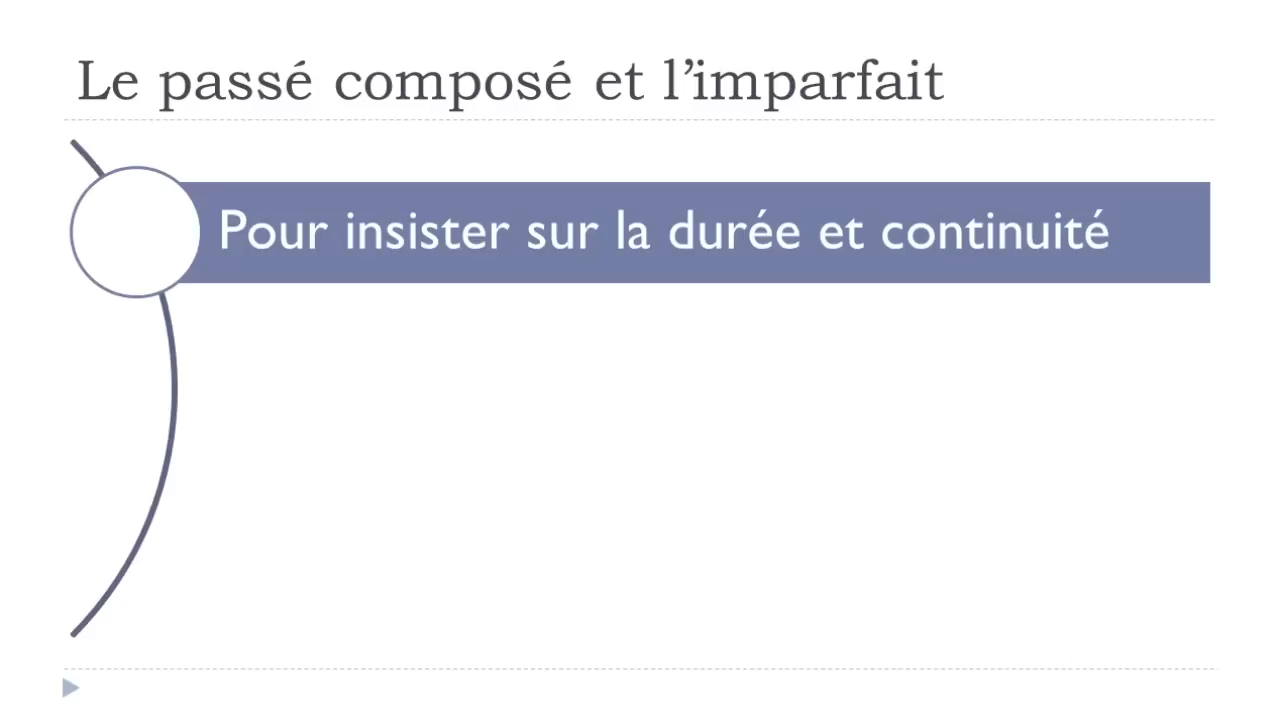 Le passé composé et l’imparfait
Pour insister sur la durée et continuité